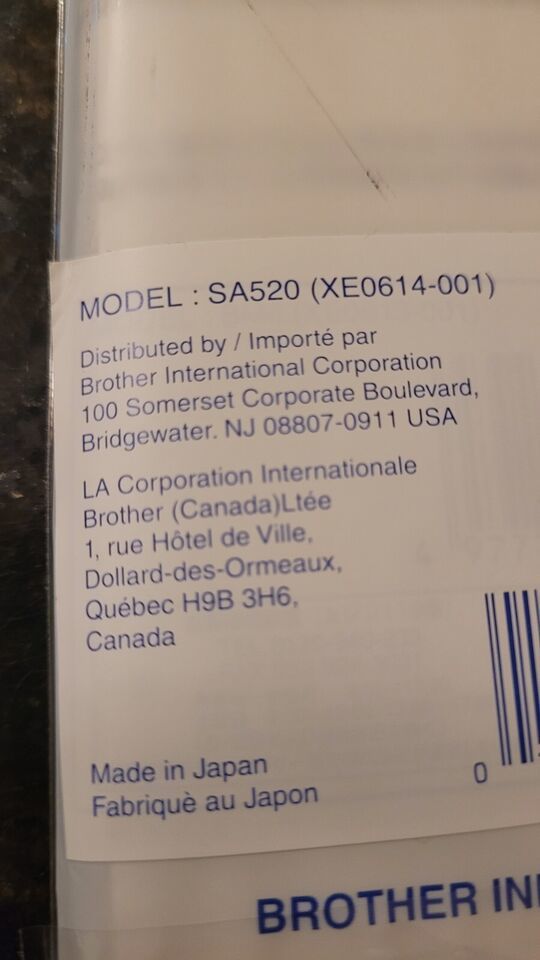 MODEL : SA520 (XE0614-001)
Distributed by / Importé par
Brother International Corporation
100 Somerset Corporate Boulevard,
Bridgewater. NJ 08807-0911 USA
LA Corporation Internationale
Brother (Canada)Ltée
1, rue Hôtel de Ville,
Dollard-des-Ormeaux,
Québec H9B 3H6,
Canada
Made in Japan
Fabriquè au Japon
0
BROTHER